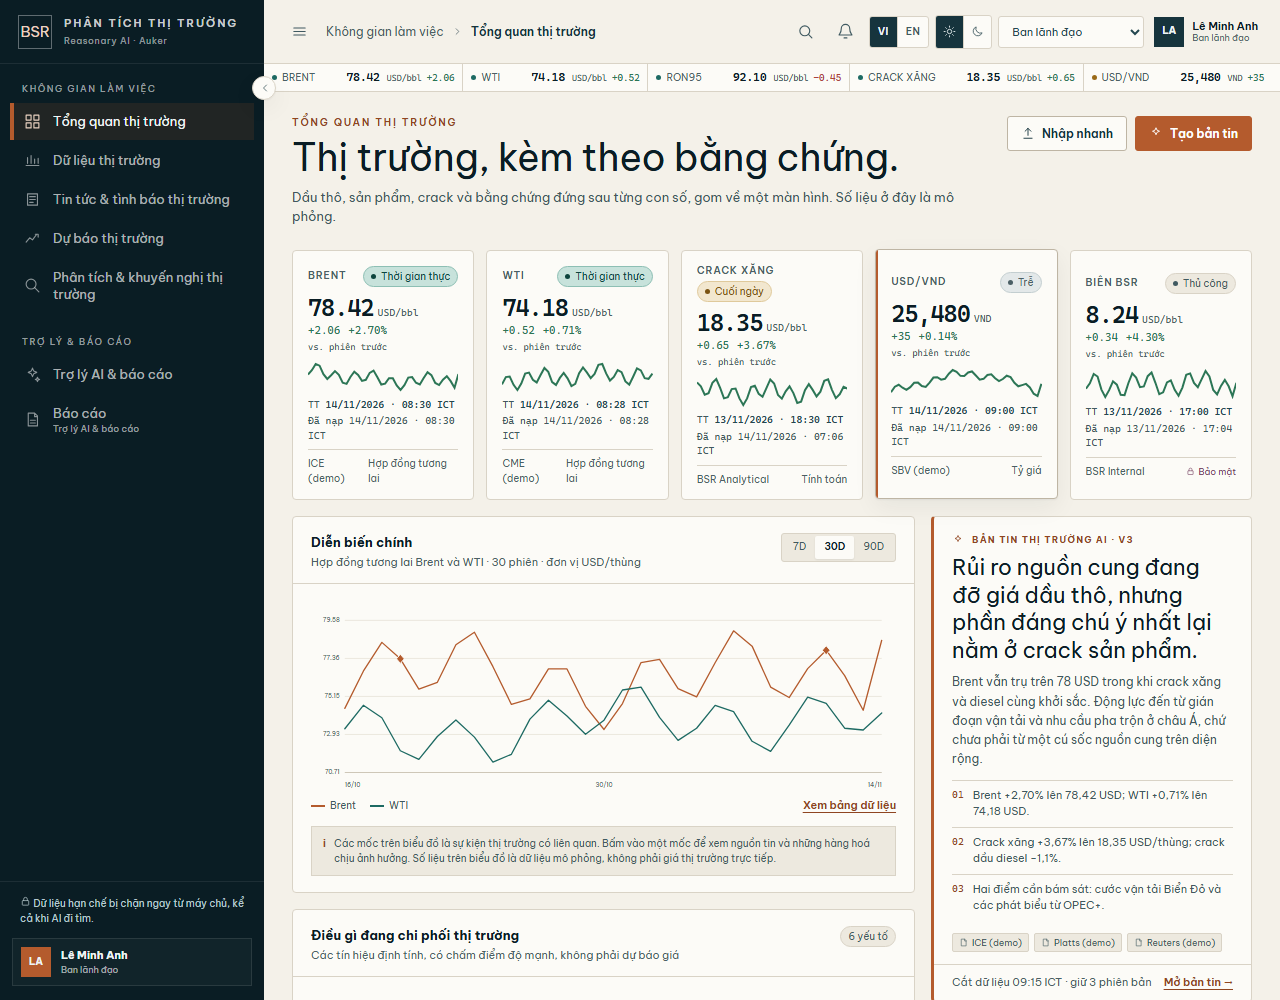 BSR
PHÂN TÍCH THỊ TRƯỜNG
Reasonary AI · Auker
KHÔNG GIAN LÀM VIỆC
Tổng quan thị trường
Dữ liệu thị trường
Tin tức & tình báo thị trường
Dự báo thị trường
Phân tích & khuyến nghị thị
trường
TRỢ LÝ & BÁO CÁO
Trợ lý AI & báo cáo
Báo cáo
Trợ lý AI & báo cáo
Dữ liệu hạn chế bị chặn ngay từ máy chủ, kể
cả khi AI đi tìm.
LA
Lê Minh Anh
Ban lãnh đạo
Không gian làm việc
Tổng quan thị trường
VI
EN
Ban lãnh đạo
LA
Lê Minh Anh
Ban lãnh đạo
BRENT 78.42 USD/bbl +2.06
WTI 74.18 USD/bbl +0.52
RON95 92.10 USD/bbl −0.45
CRACK XĂNG 18.35 USD/bbl +0.65
USD/VND 25,480 VND +35
TỔNG QUAN THỊ TRƯỜNG
Thị trường, kèm theo bằng chứng.
Dầu thô, sản phẩm, crack và bằng chứng đứng sau từng con số, gom về một màn hình. Số liệu ở đây là mô
phỏng.
Nhập nhanh
Tạo bản tin
BRENT
Thời gian thực
78.42 USD/bbl
+2.06 +2.70%
vs. phiên trước
TT 14/11/2026 · 08:30 ICT
Đã nạp 14/11/2026 · 08:30
ICT
ICE
(demo)
Hợp đồng tương
lai
WTI
Thời gian thực
74.18 USD/bbl
+0.52 +0.71%
vs. phiên trước
TT 14/11/2026 · 08:28 ICT
Đã nạp 14/11/2026 · 08:28
ICT
CME
(demo)
Hợp đồng tương
lai
CRACK XĂNG
Cuối ngày
18.35 USD/bbl
+0.65 +3.67%
vs. phiên trước
TT 13/11/2026 · 18:30 ICT
Đã nạp 14/11/2026 · 07:06
ICT
BSR Analytical
Tính toán
USD/VND
Trễ
25,480 VND
+35 +0.14%
vs. phiên trước
TT 14/11/2026 · 09:00 ICT
Đã nạp 14/11/2026 · 09:00
ICT
SBV (demo)
Tỷ giá
BIÊN BSR
Thủ công
8.24 USD/bbl
+0.34 +4.30%
vs. phiên trước
TT 13/11/2026 · 17:00 ICT
Đã nạp 13/11/2026 · 17:04
ICT
BSR Internal
Bảo mật
Diễn biến chính
Hợp đồng tương lai Brent và WTI · 30 phiên · đơn vị USD/thùng
7D
30D
90D
79.58
77.36
75.15
72.93
70.71
16/10
30/10
14/11
Brent
WTI
Xem bảng dữ liệu
i Các mốc trên biểu đồ là sự kiện thị trường có liên quan. Bấm vào một mốc để xem nguồn tin và những hàng hoá
chịu ảnh hưởng. Số liệu trên biểu đồ là dữ liệu mô phỏng, không phải giá thị trường trực tiếp.
Điều gì đang chi phối thị trường
Các tín hiệu định tính, có chấm điểm độ mạnh, không phải dự báo giá
6 yếu tố
BẢN TIN THỊ TRƯỜNG AI · V3
Rủi ro nguồn cung đang
đỡ giá dầu thô, nhưng
phần đáng chú ý nhất lại
nằm ở crack sản phẩm.
Brent vẫn trụ trên 78 USD trong khi crack xăng
và diesel cùng khởi sắc. Động lực đến từ gián
đoạn vận tải và nhu cầu pha trộn ở châu Á, chứ
chưa phải từ một cú sốc nguồn cung trên diện
rộng.
01 Brent +2,70% lên 78,42 USD; WTI +0,71% lên
74,18 USD.
02 Crack xăng +3,67% lên 18,35 USD/thùng; crack
dầu diesel −1,1%.
03 Hai điểm cần bám sát: cước vận tải Biển Đỏ và
các phát biểu từ OPEC+.
ICE (demo)
Platts (demo)
Reuters (demo)
Cắt dữ liệu 09:15 ICT · giữ 3 phiên bản
Mở bản tin →